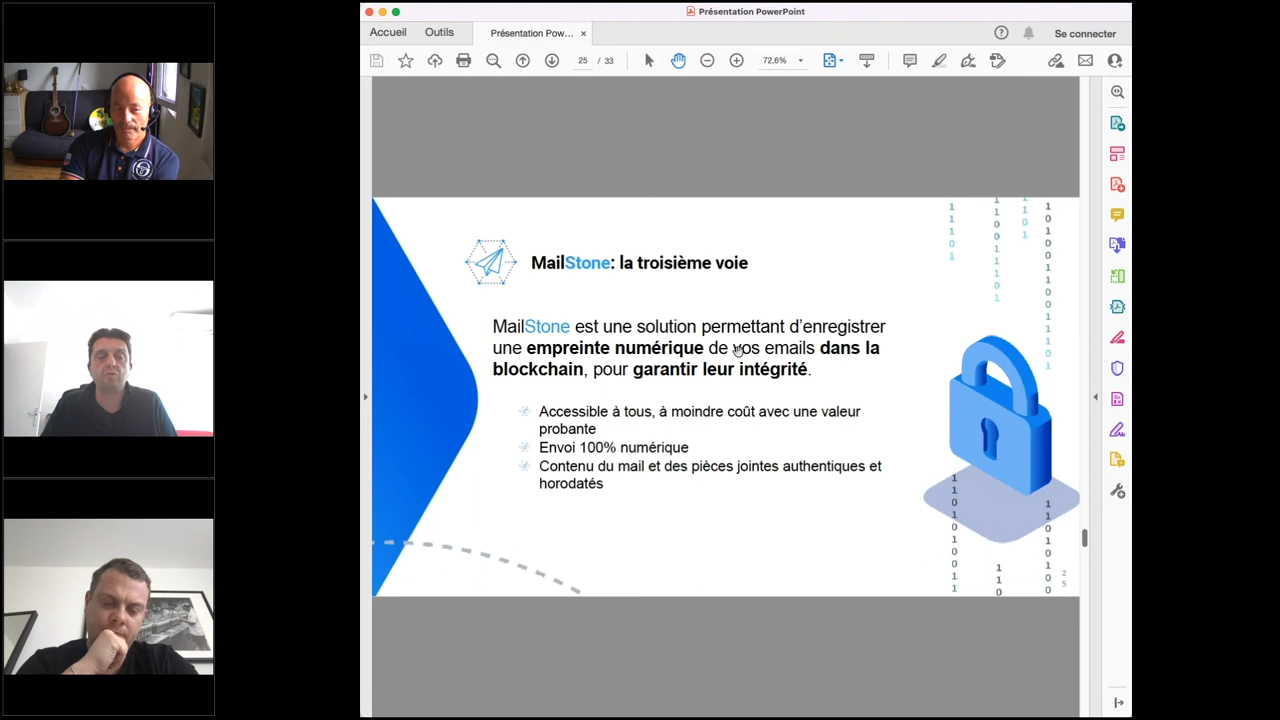 Présentation PowerPoint
Accueil
Outils
Présentation Pow... ×
Se connecter
25 / 33
72,6%
MailStone: la troisième voie
MailStone est une solution permettant d’enregistrer
une empreinte numérique de vos emails dans la
blockchain, pour garantir leur intégrité.
Accessible à tous, à moindre coût avec une valeur
probante
Envoi 100% numérique
Contenu du mail et des pièces jointes authentiques et
horodatés
25